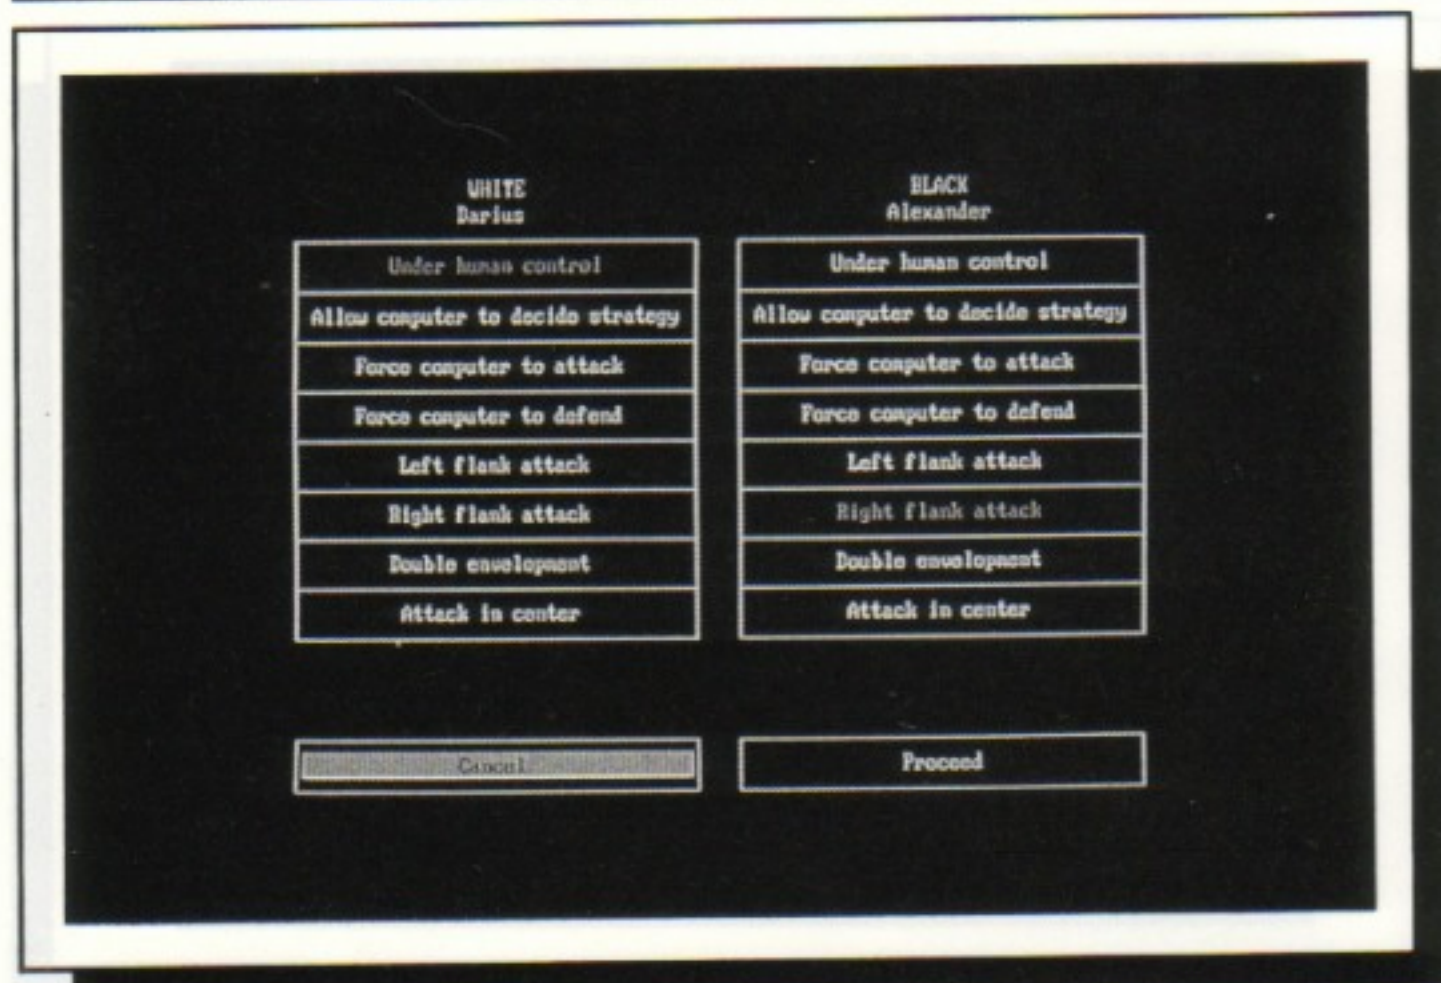 WHITE
Darius
Under human control
Allow computer to decide strategy
Force computer to attack
Force computer to defend
Left flank attack
Right flank attack
Double envelopment
Attack in center
Cancel
BLACK
Alexander
Under human control
Allow computer to decide strategy
Force computer to attack
Force computer to defend
Left flank attack
Right flank attack
Double envelopment
Attack in center
Proceed